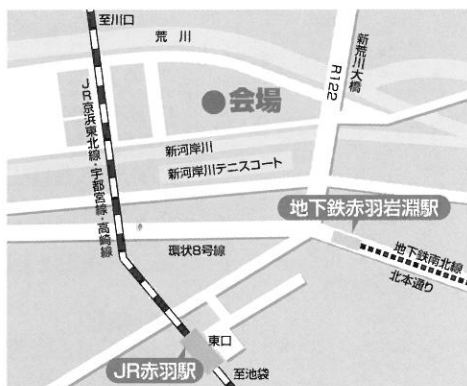 至川口
荒川
新荒川大橋
R122
会場
JR京浜東北線・宇都宮線・高崎線
新河岸川
新河岸川テニスコート
地下鉄赤羽岩淵駅
環状8号線
地下鉄南北線
北本通り
東口
JR赤羽駅
至池袋